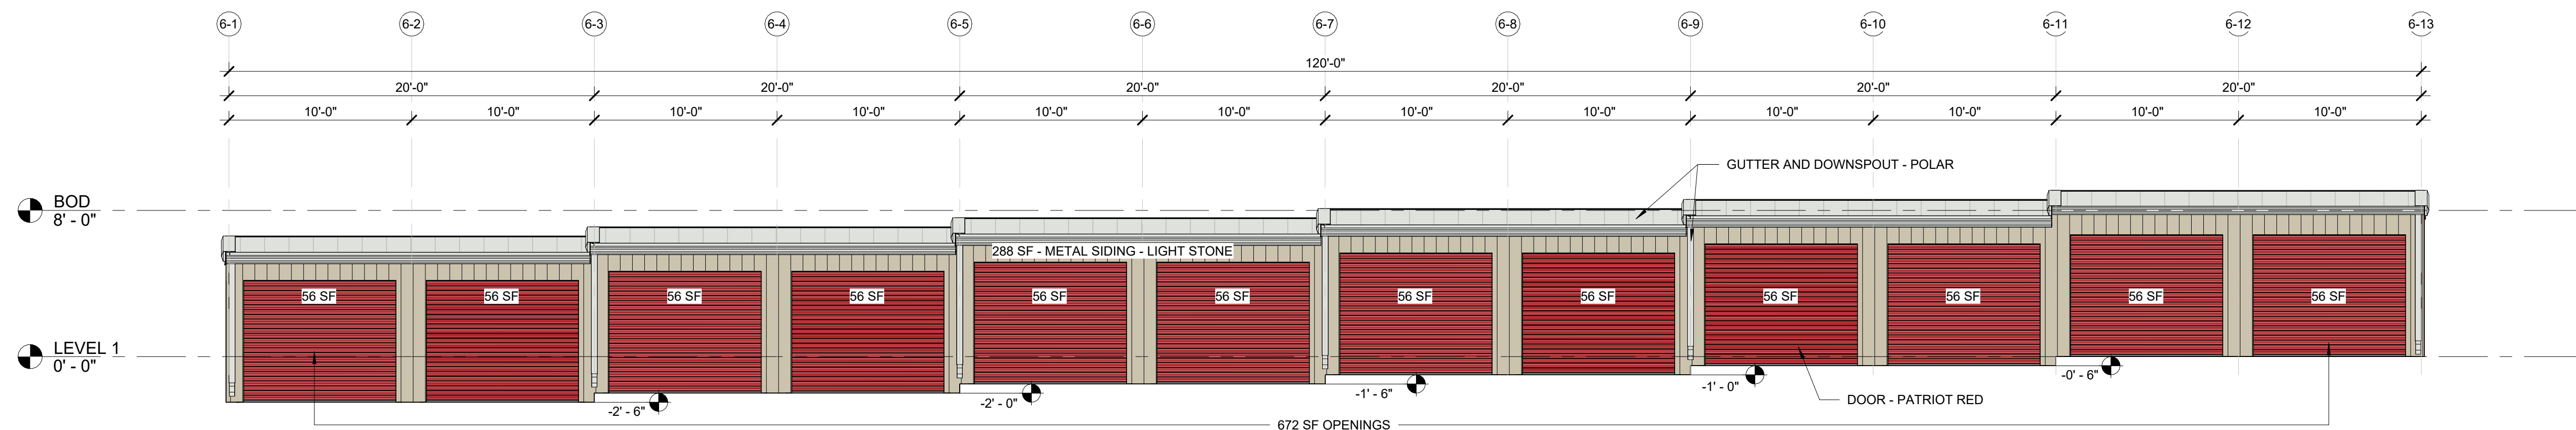 6-1 6-2 6-3 6-4 6-5 6-6 6-7 6-8 6-9 6-10 6-11 6-12 6-13
120'-0"
20'-0" 20'-0" 20'-0" 20'-0" 20'-0" 20'-0"
10'-0" 10'-0" 10'-0" 10'-0" 10'-0" 10'-0" 10'-0" 10'-0" 10'-0" 10'-0" 10'-0" 10'-0"
GUTTER AND DOWNSPOUT - POLAR
BOD
8' - 0"
288 SF - METAL SIDING - LIGHT STONE
56 SF 56 SF 56 SF 56 SF 56 SF 56 SF 56 SF 56 SF 56 SF 56 SF 56 SF 56 SF
LEVEL 1
0' - 0"
-0' - 6"
-1' - 0"
-1' - 6"
-2' - 0"
-2' - 6"
DOOR - PATRIOT RED
672 SF OPENINGS